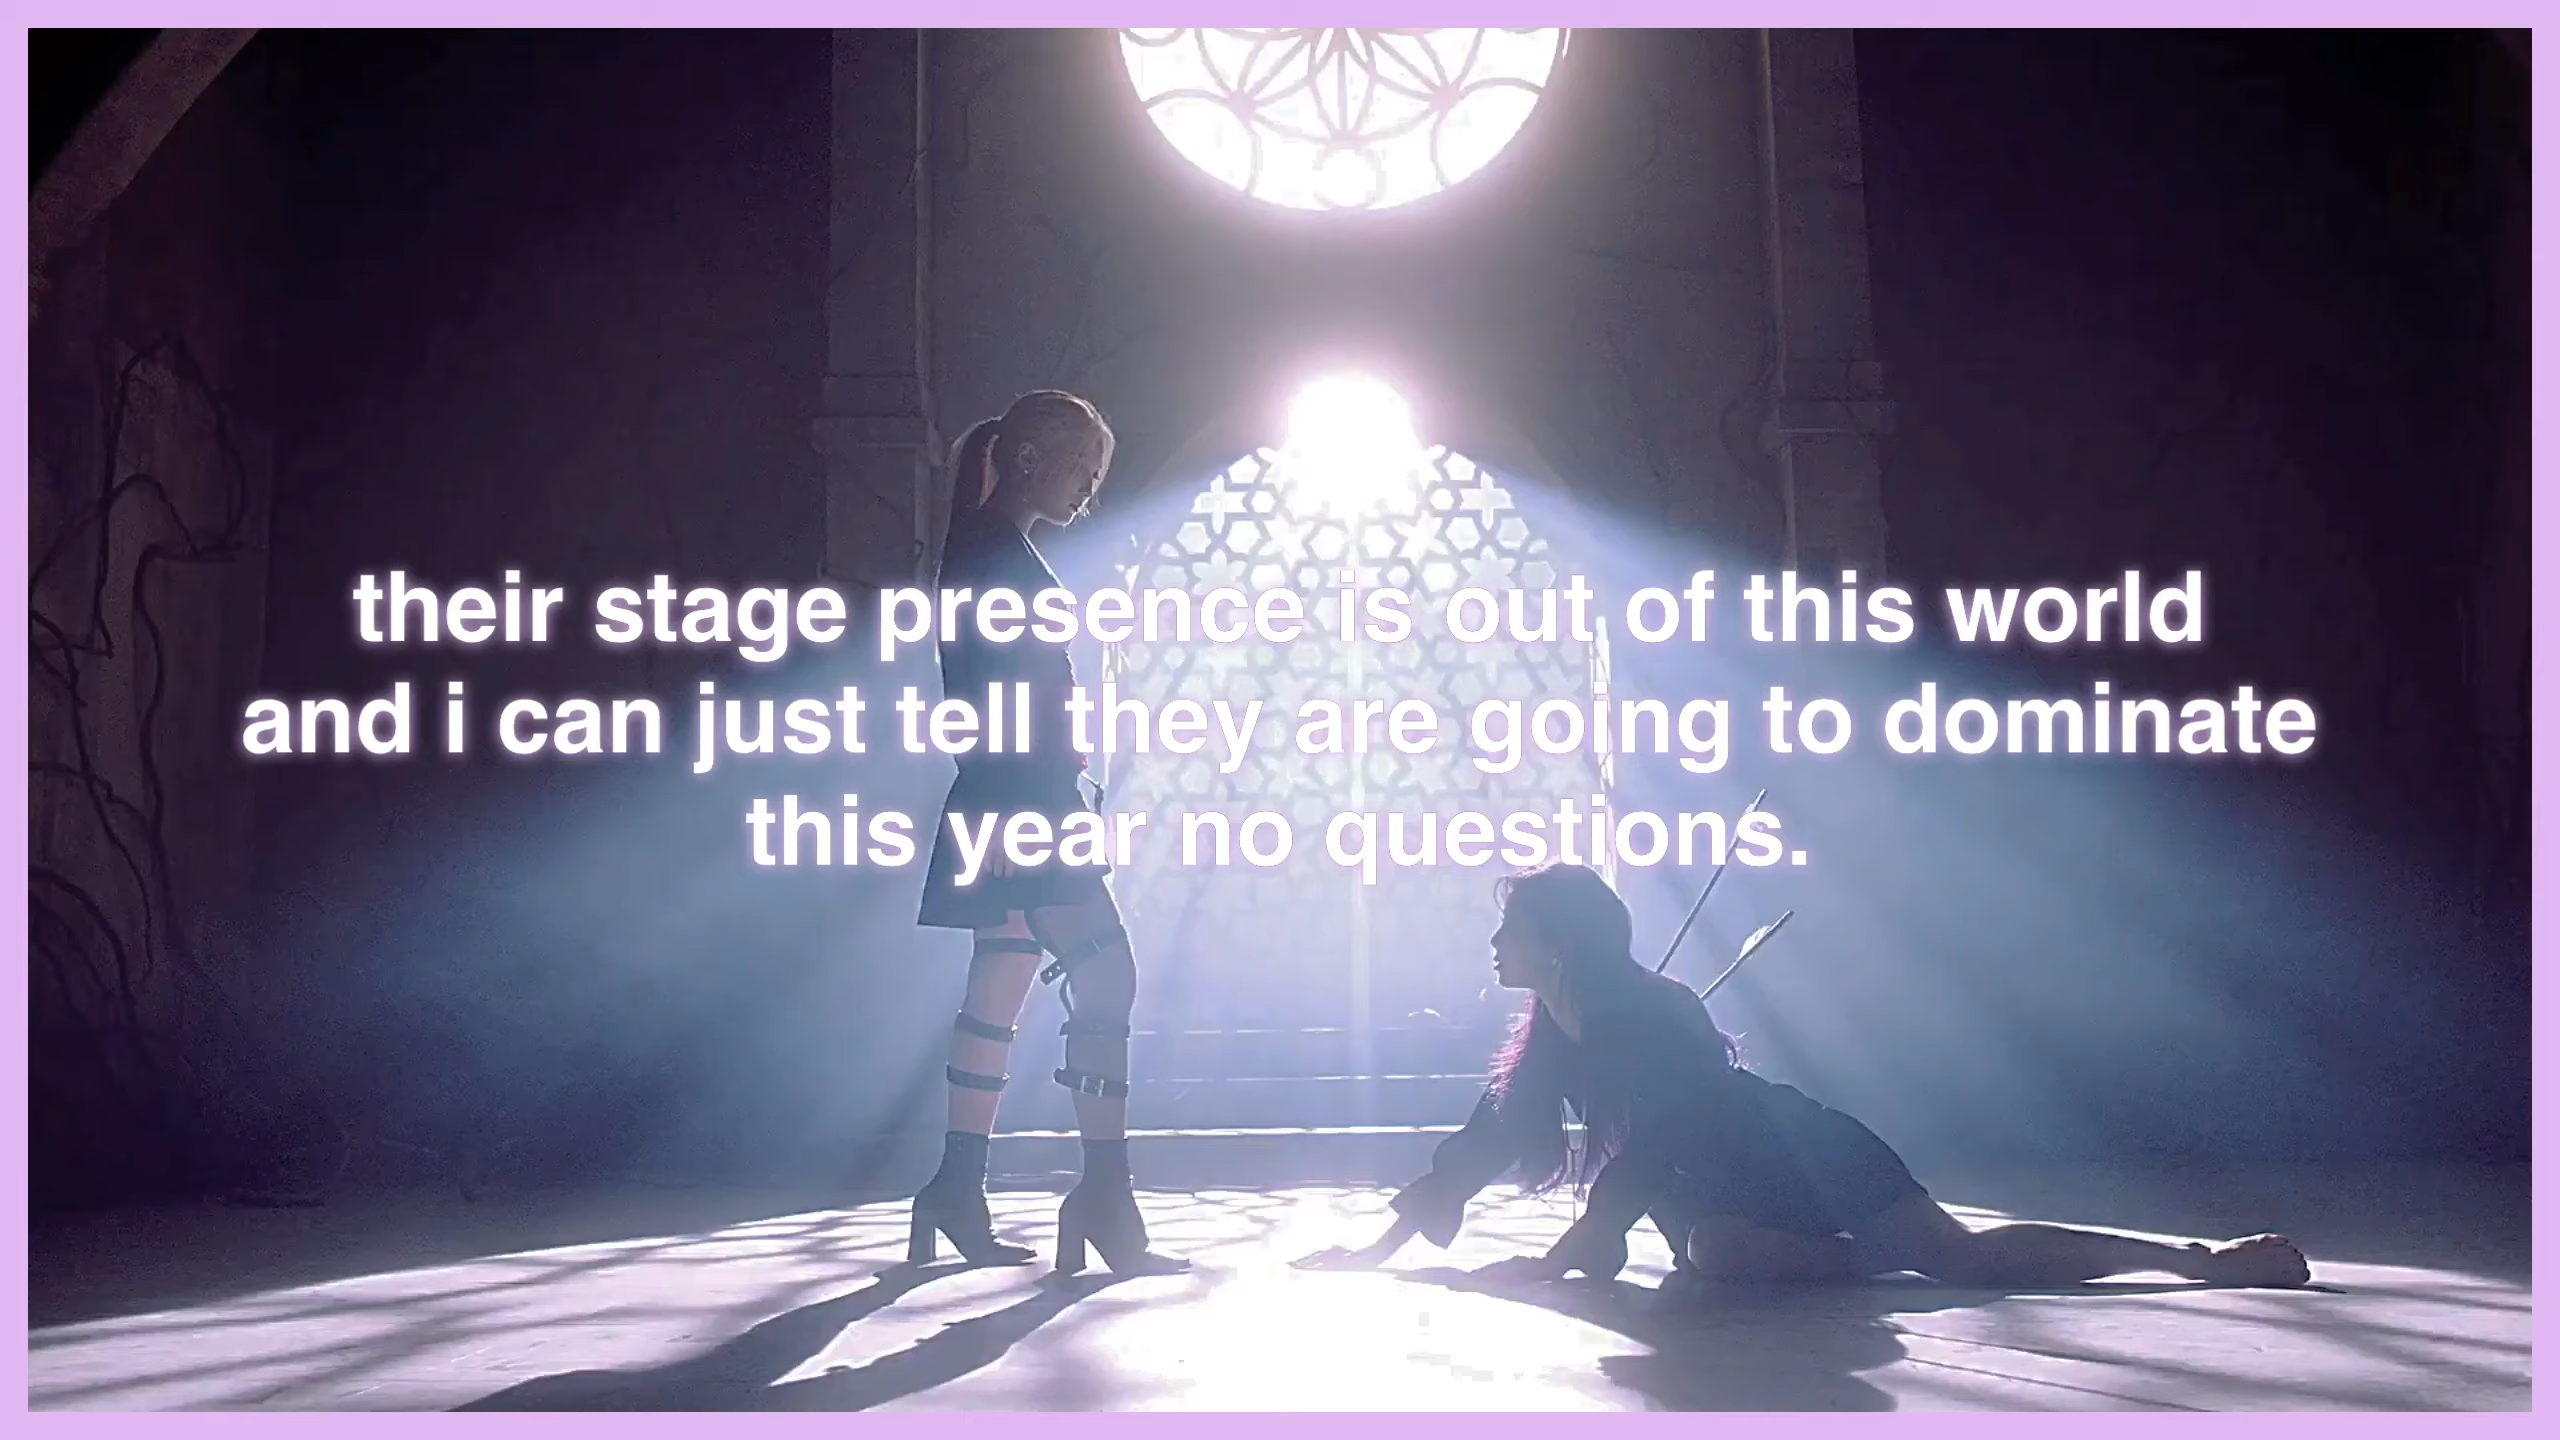 their stage presence is out of this world
and i can just tell they are going to dominate
this year no questions.